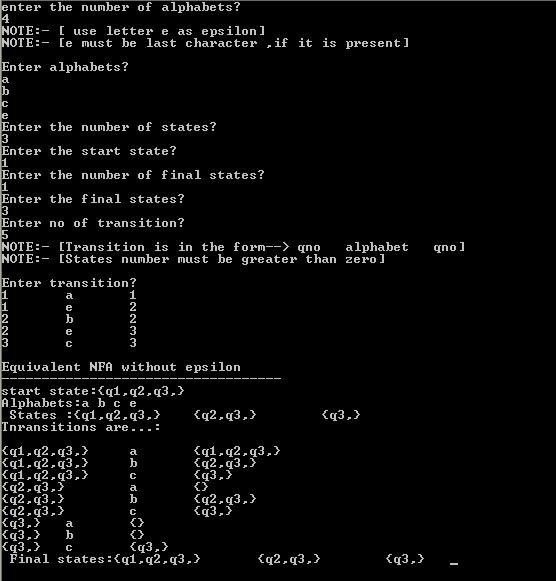 enter the number of alphabets?
4
NOTE:- [ use letter e as epsilon]
NOTE:- [e must be last character ,if it is present]
Enter alphabets?
a
b
c
e
Enter the number of states?
3
Enter the start state?
1
Enter the number of final states?
1
Enter the final states?
3
Enter no of transition?
5
NOTE:- [Transition is in the form--> qno   alphabet   qno]
NOTE:- [States number must be greater than zero]
Enter transition?
1       a       1
1       e       2
2       b       2
2       e       3
3       c       3
Equivalent NFA without epsilon
-----------------------------------
start state:{q1,q2,q3,}
Alphabets:a b c e
 States :{q1,q2,q3,}    {q2,q3,}        {q3,}
Tnransitions are...:
{q1,q2,q3,}     a       {q1,q2,q3,}
{q1,q2,q3,}     b       {q2,q3,}
{q1,q2,q3,}     c       {q3,}
{q2,q3,}        a       {}
{q2,q3,}        b       {q2,q3,}
{q2,q3,}        c       {q3,}
{q3,}   a       {}
{q3,}   b       {}
{q3,}   c       {q3,}
 Final states:{q1,q2,q3,}       {q2,q3,}        {q3,}   _